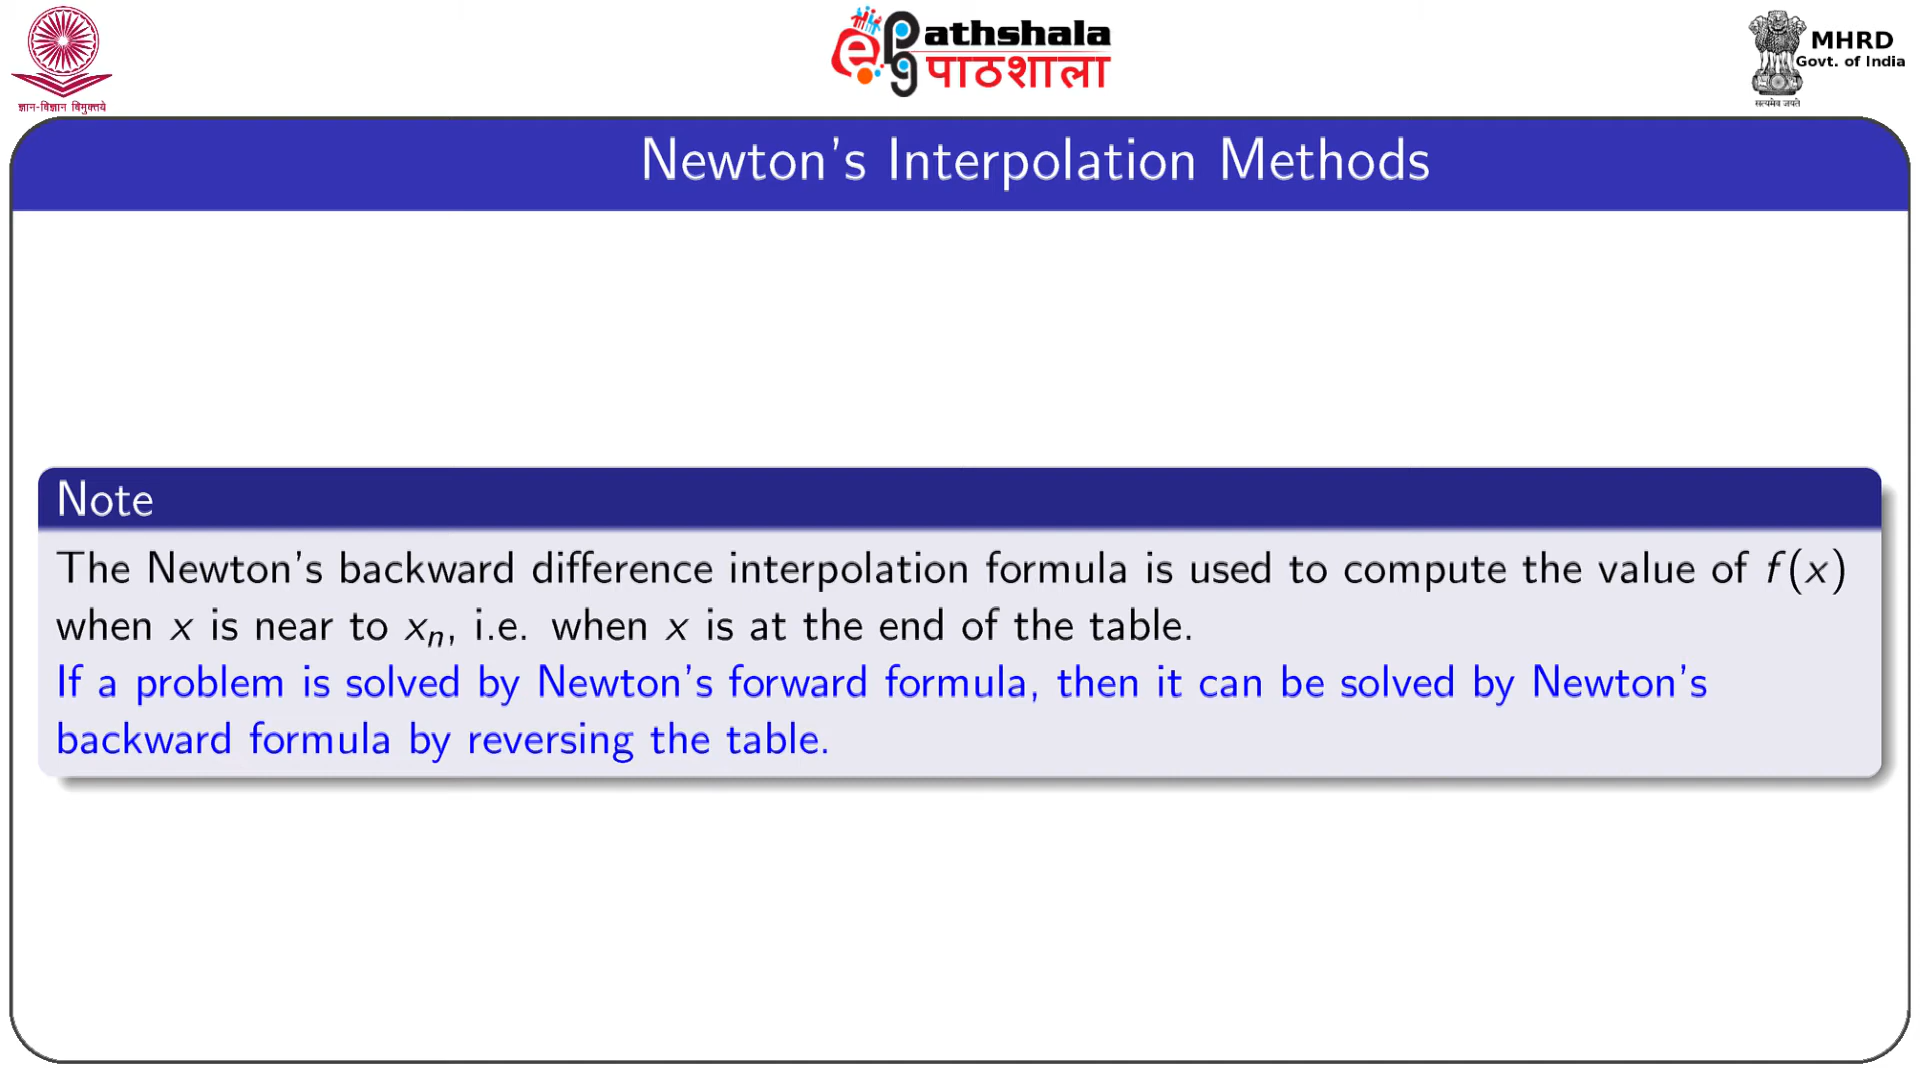 ज्ञान-विज्ञान विमुक्तये
ePG Pathshala
पाठशाला
MHRD
Govt. of India
सत्यमेव जयते
Newton's Interpolation Methods
Note
The Newton's backward difference interpolation formula is used to compute the value of f(x)
when x is near to xₙ, i.e. when x is at the end of the table.
If a problem is solved by Newton's forward formula, then it can be solved by Newton's
backward formula by reversing the table.